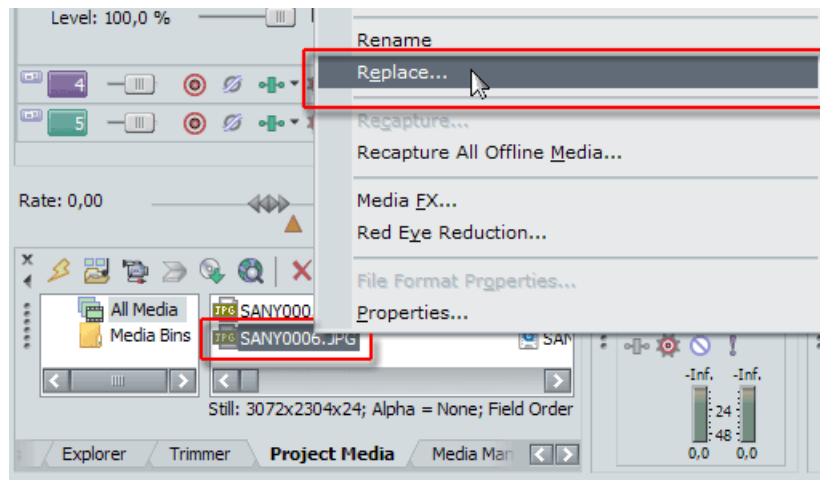 Level: 100,0 %
Rename
Replace...
4
5
Recapture...
Recapture All Offline Media...
Rate: 0,00
Media FX...
Red Eye Reduction...
File Format Properties...
Properties...
All Media
Media Bins
JPG SANY000
JPG SANY0006.JPG
SAN
-Inf. -Inf.
24
48
0,0 0,0
Still: 3072x2304x24; Alpha = None; Field Order
Explorer Trimmer Project Media Media Man